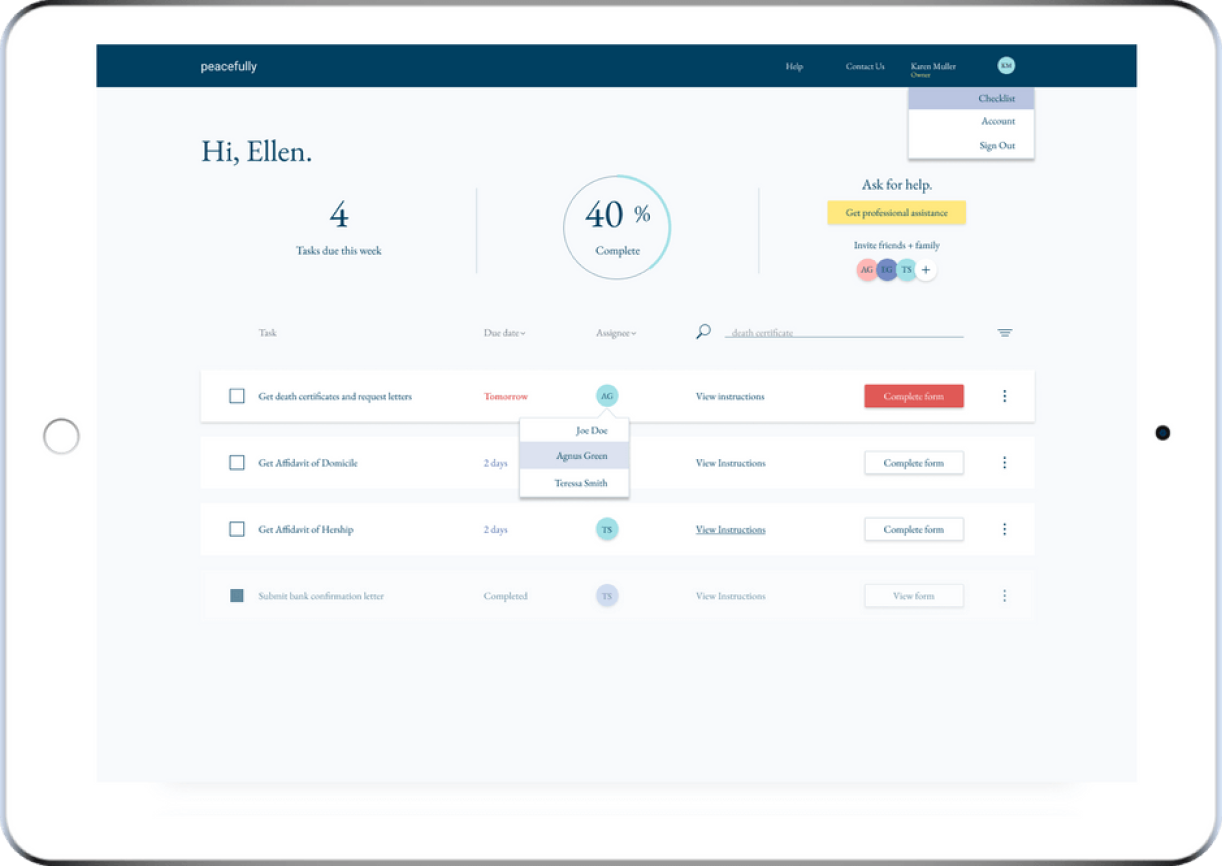 peacefully
Help
Contact Us
Karen Muller
Owner
KM
Checklist
Account
Sign Out
Hi, Ellen.
4
Tasks due this week
40 %
Complete
Ask for help.
Get professional assistance
Invite friends + family
AG EG TS +
Task Due date Assignee death certificate
Get death certificates and request letters Tomorrow AG View instructions Complete form
Joe Doe
Agnus Green
Teressa Smith
Get Affidavit of Domicile 2 days View Instructions Complete form
Get Affidavit of Hership 2 days TS View Instructions Complete form
Submit bank confirmation letter Completed TS View Instructions View form